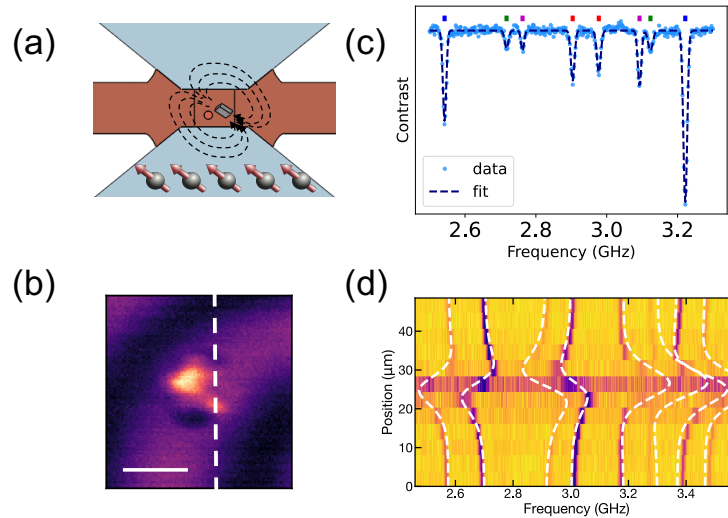 (a)
(c)
Contrast
data
fit
2.6
2.8
3.0
3.2
Frequency (GHz)
(b)
(d)
Position (µm)
40
30
20
10
0
2.6
2.8
3.0
3.2
3.4
Frequency (GHz)